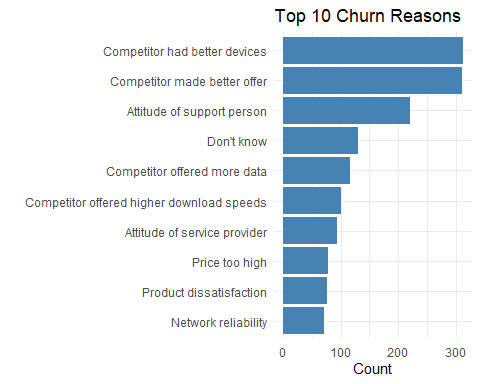 Top 10 Churn Reasons
Competitor had better devices
Competitor made better offer
Attitude of support person
Don't know
Competitor offered more data
Competitor offered higher download speeds
Attitude of service provider
Price too high
Product dissatisfaction
Network reliability
0 100 200 300
Count